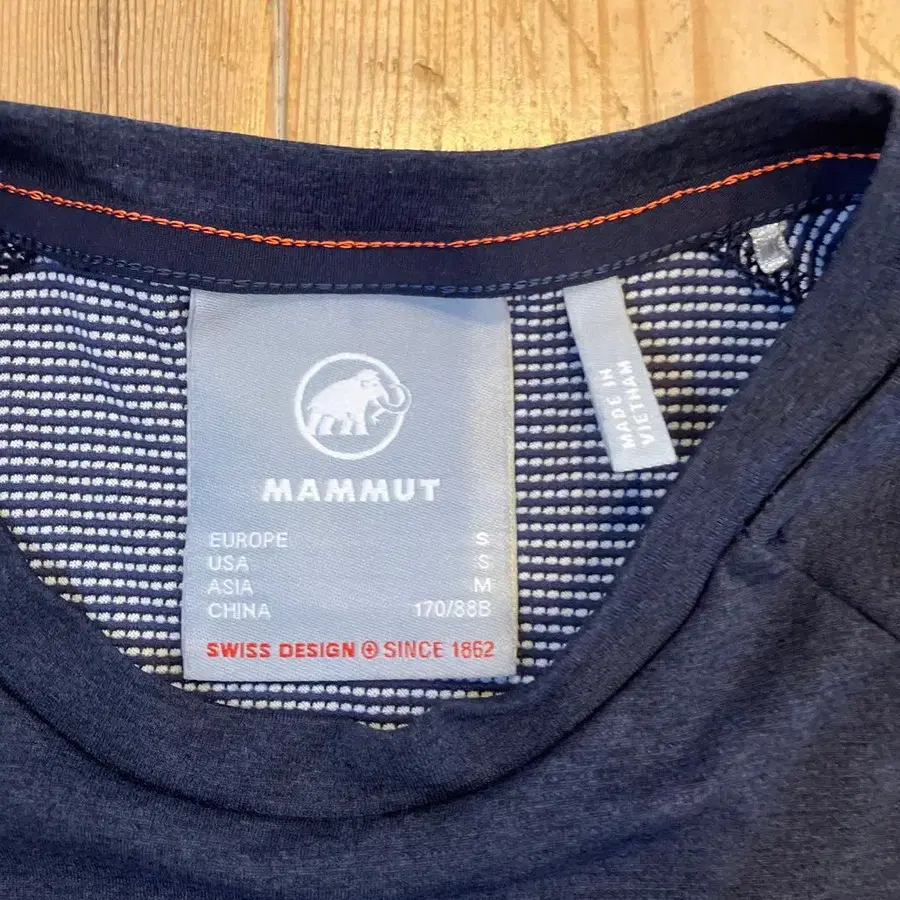 MAMMUT
EUROPE S
USA S
ASIA M
CHINA 170/88B
SWISS DESIGN SINCE 1862
MADE IN
VIETNAM